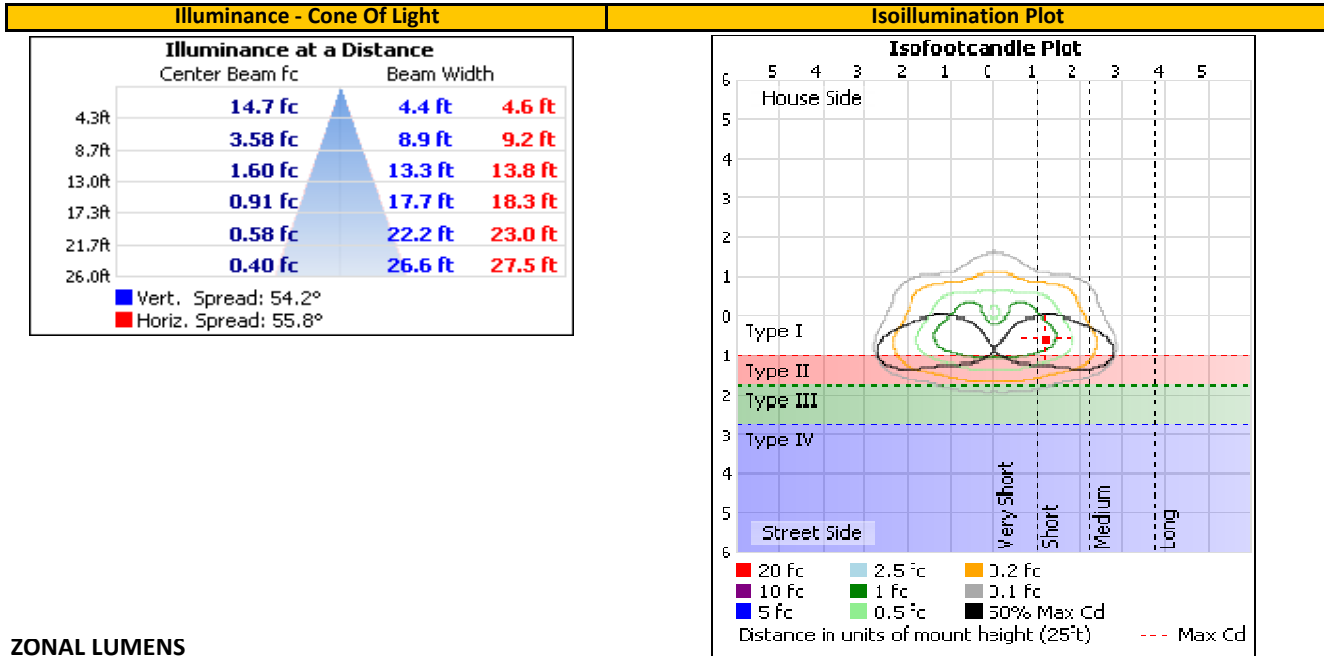 Illuminance - Cone Of Light
Illuminance at a Distance
Center Beam fc Beam Width
4.3ft 14.7 fc 4.4 ft 4.6 ft
8.7ft 3.58 fc 8.9 ft 9.2 ft
13.0ft 1.60 fc 13.3 ft 13.8 ft
17.3ft 0.91 fc 17.7 ft 18.3 ft
21.7ft 0.58 fc 22.2 ft 23.0 ft
26.0ft 0.40 fc 26.6 ft 27.5 ft
Vert. Spread: 54.2°
Horiz. Spread: 55.8°
Isoillumination Plot
Isofootcandle Plot
5 4 3 2 1 0 1 2 3 4 5
6
House Side
5
4
3
2
1
0
Type I
1
Type II
2
Type III
3
Type IV
4
5
6
Very Short
Short
Medium
Long
Street Side
20 fc 2.5 fc 0.2 fc
10 fc 1 fc 0.1 fc
5 fc 0.5 fc 50% Max Cd
Distance in units of mount height (25ft) --- Max Cd
ZONAL LUMENS